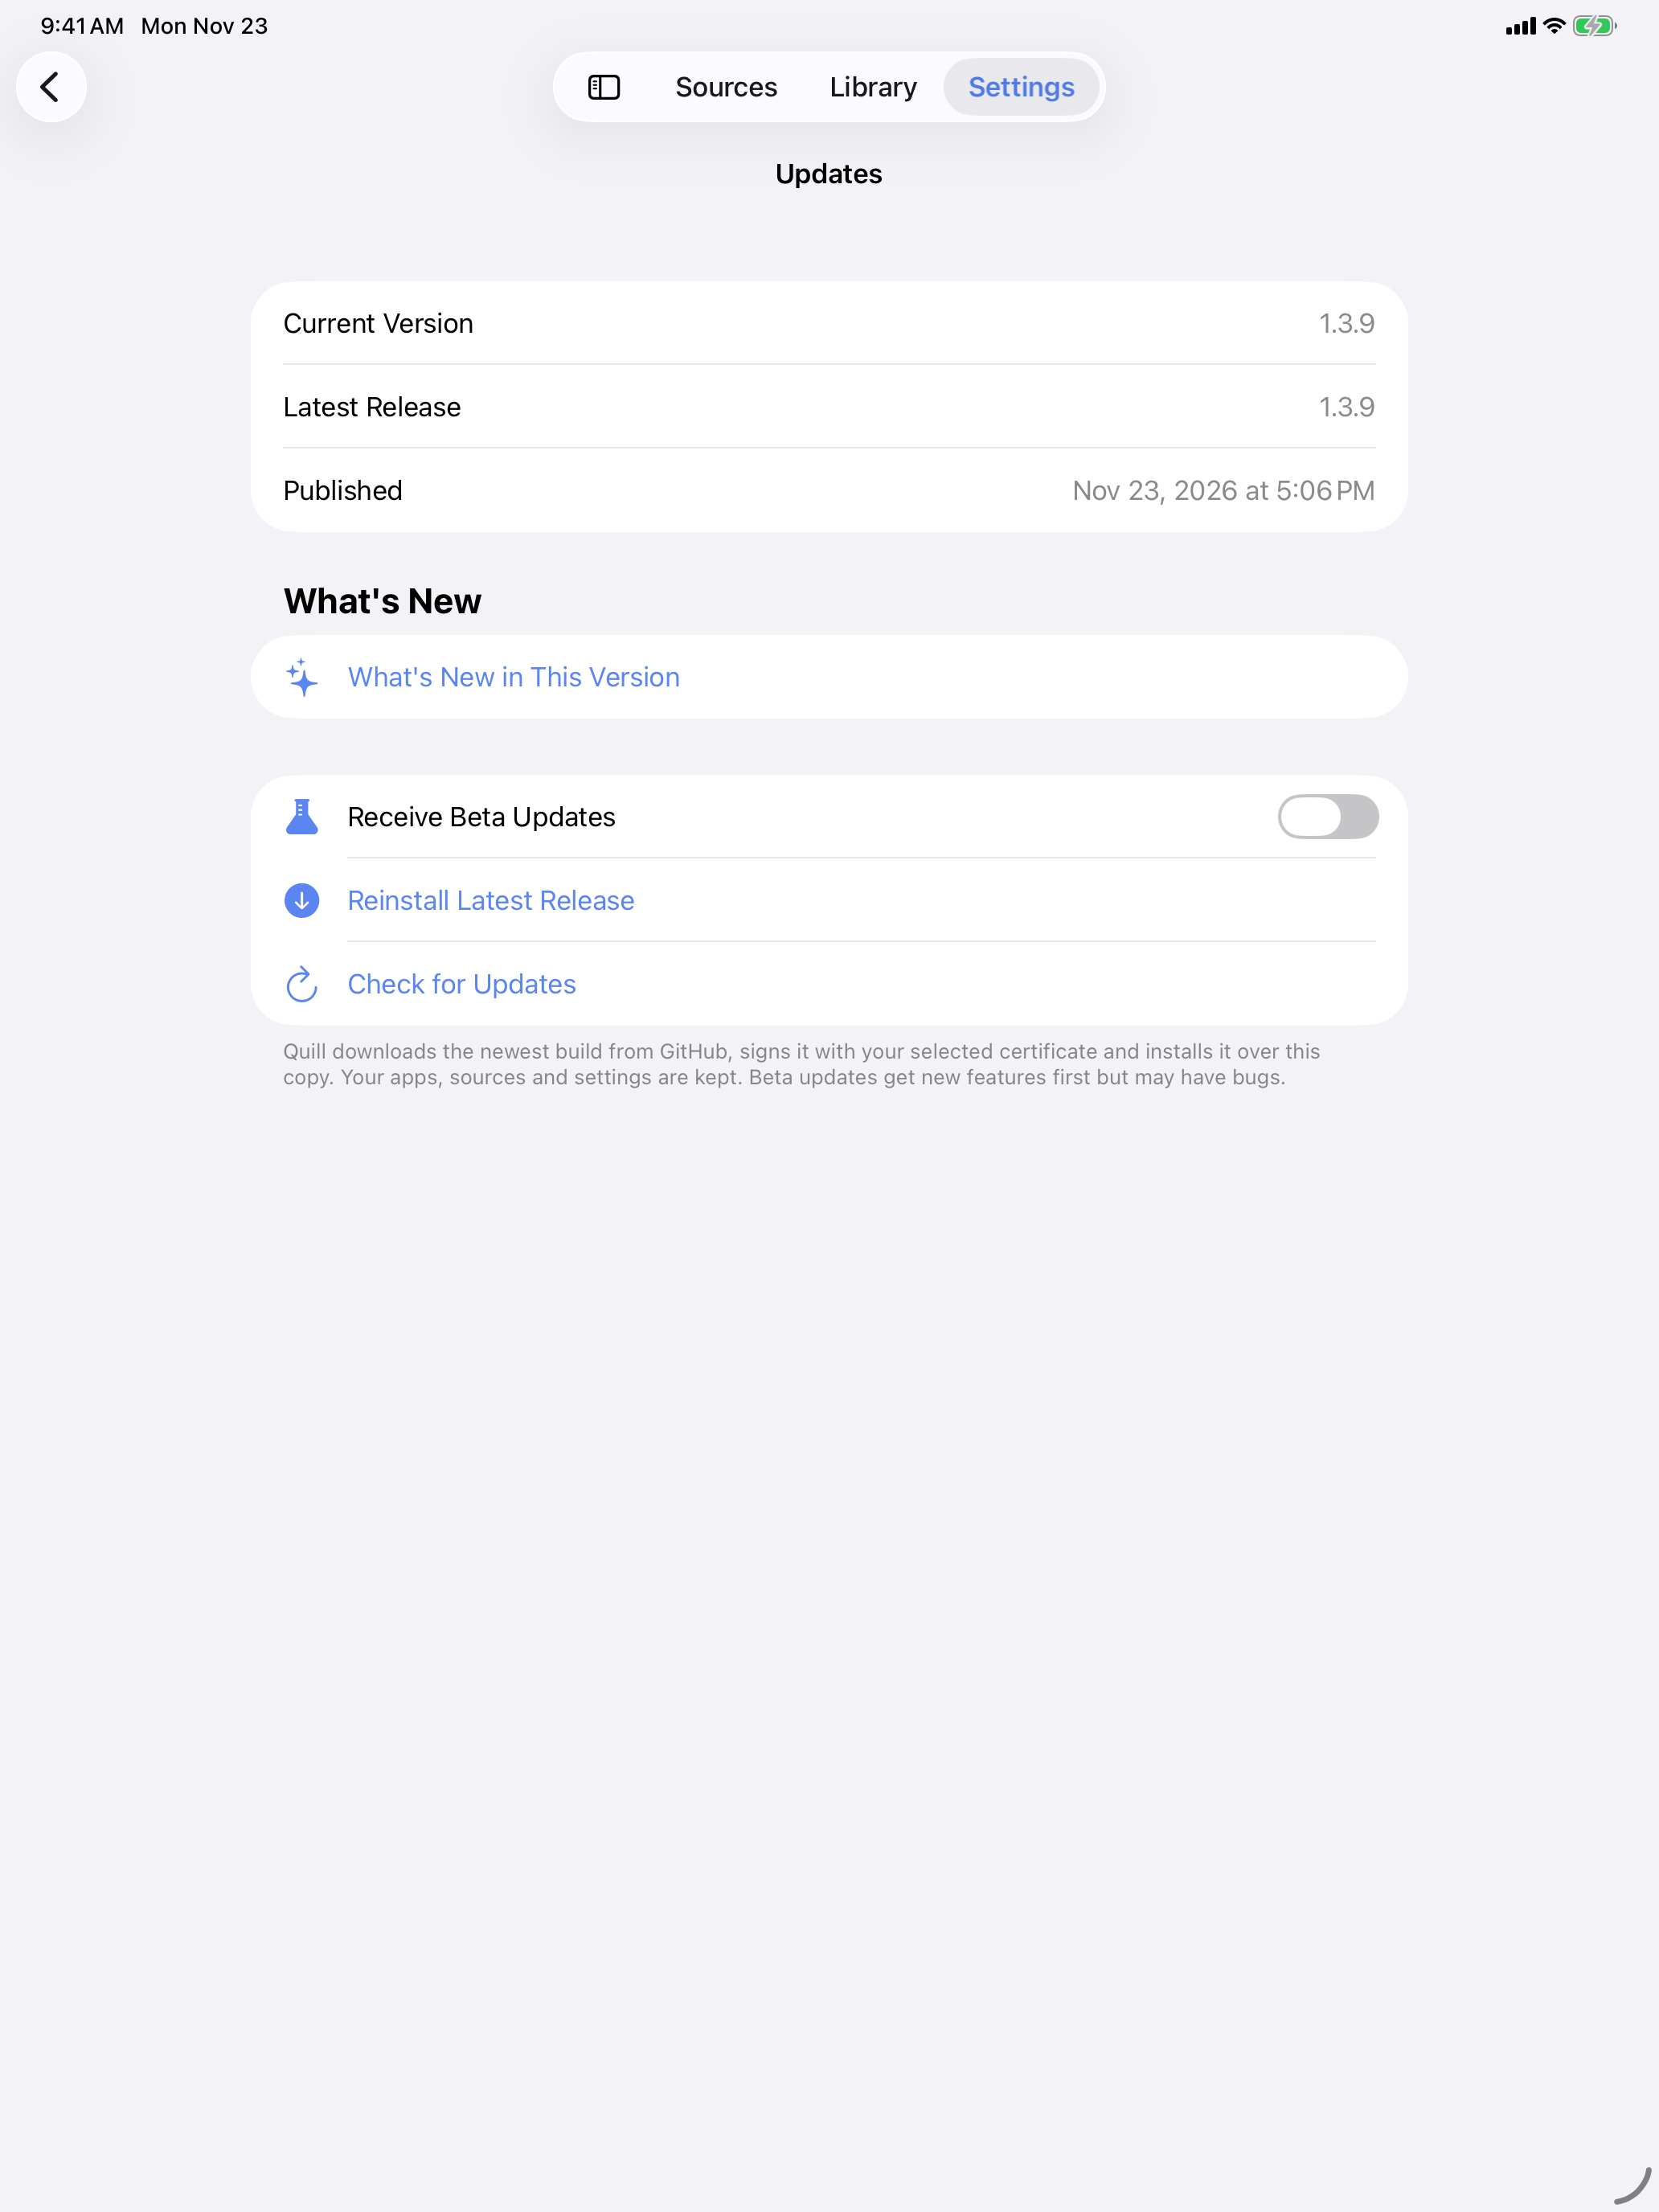 9:41 AM Mon Nov 23
Sources Library Settings
Updates
Current Version 1.3.9
Latest Release 1.3.9
Published Nov 23, 2026 at 5:06 PM
What's New
What's New in This Version
Receive Beta Updates
Reinstall Latest Release
Check for Updates
Quill downloads the newest build from GitHub, signs it with your selected certificate and installs it over this
copy. Your apps, sources and settings are kept. Beta updates get new features first but may have bugs.